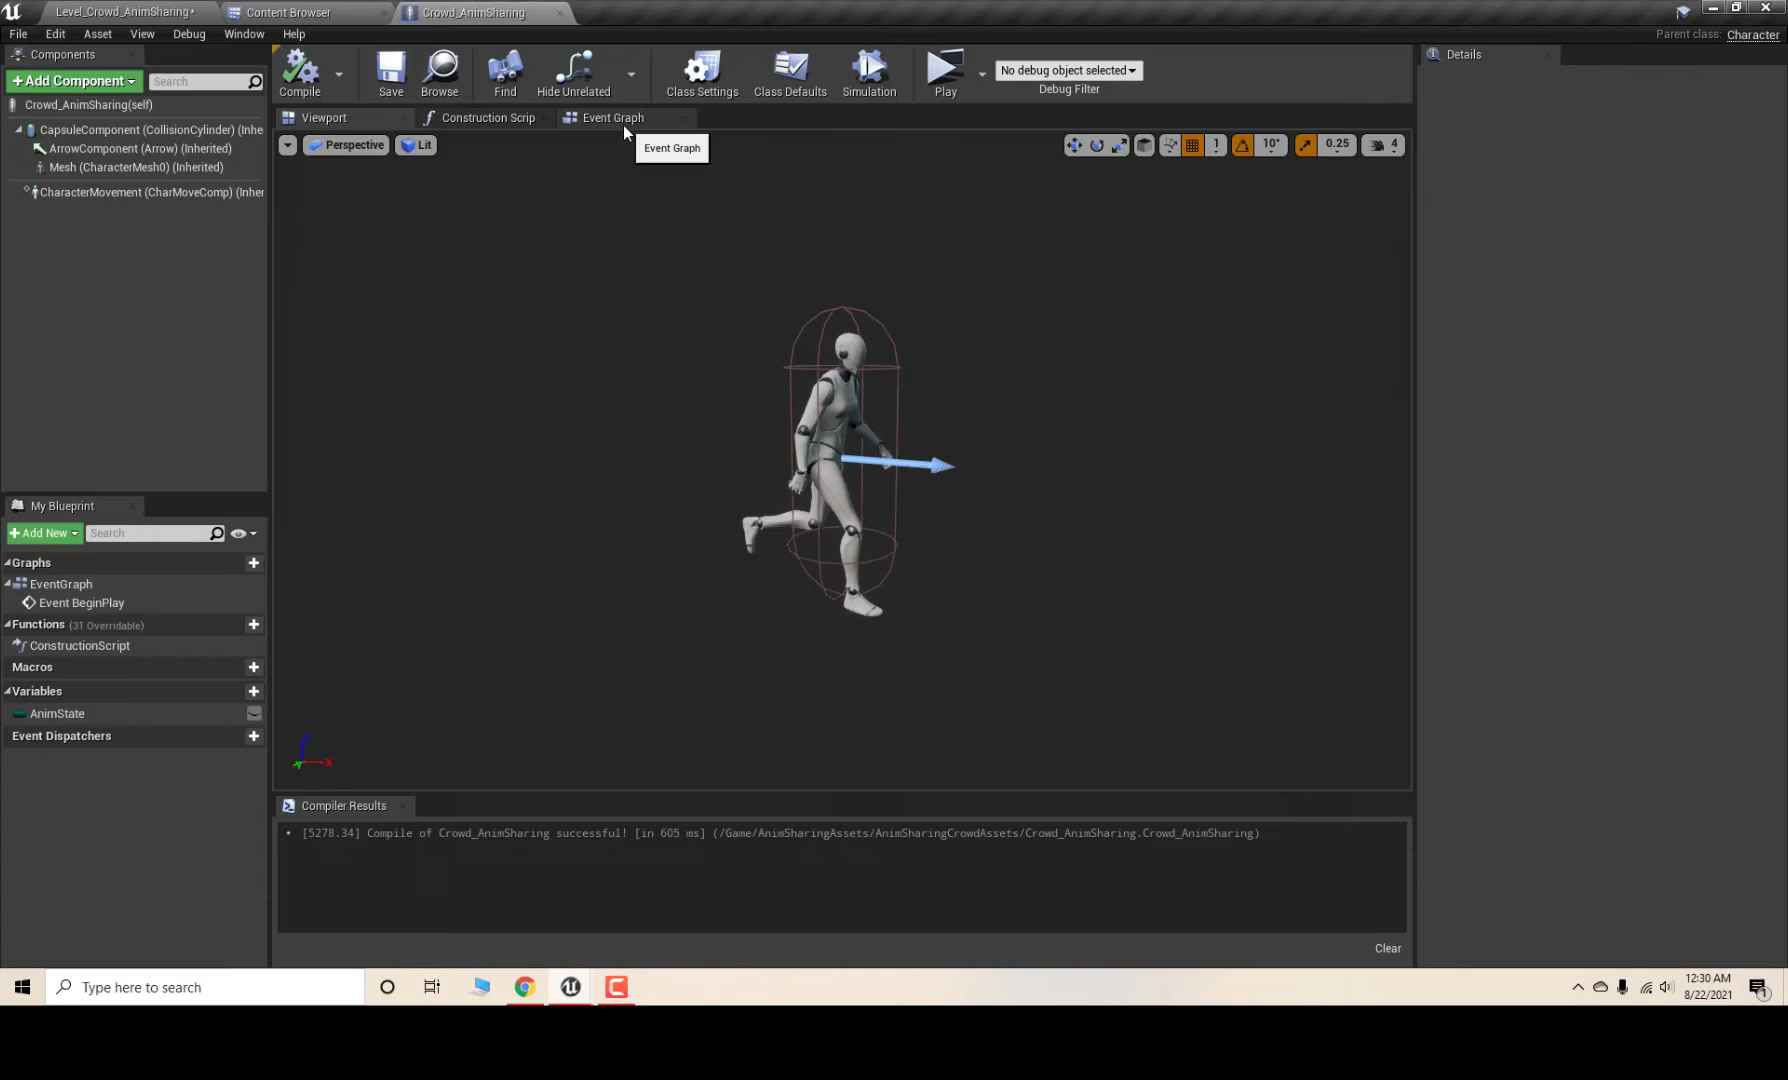 Level_Crowd_AnimSharing*
Content Browser
Crowd_AnimSharing
File Edit Asset View Debug Window Help
Parent class: Character
Components
+Add Component
Search
Crowd_AnimSharing(self)
CapsuleComponent (CollisionCylinder) (Inhe
ArrowComponent (Arrow) (Inherited)
Mesh (CharacterMesh0) (Inherited)
CharacterMovement (CharMoveComp) (Inher
Compile
Save
Browse
Find
Hide Unrelated
Class Settings
Class Defaults
Simulation
Play
No debug object selected
Debug Filter
Details
Viewport
Construction Scrip
Event Graph
Event Graph
Perspective
Lit
1
10°
0.25
4
X
My Blueprint
+Add New
Search
Graphs
EventGraph
Event BeginPlay
Functions (31 Overridable)
ConstructionScript
Macros
Variables
AnimState
Event Dispatchers
Compiler Results
[5278.34] Compile of Crowd_AnimSharing successful! [in 605 ms] (/Game/AnimSharingAssets/AnimSharingCrowdAssets/Crowd_AnimSharing.Crowd_AnimSharing)
Clear
Type here to search
12:30 AM
8/22/2021
1